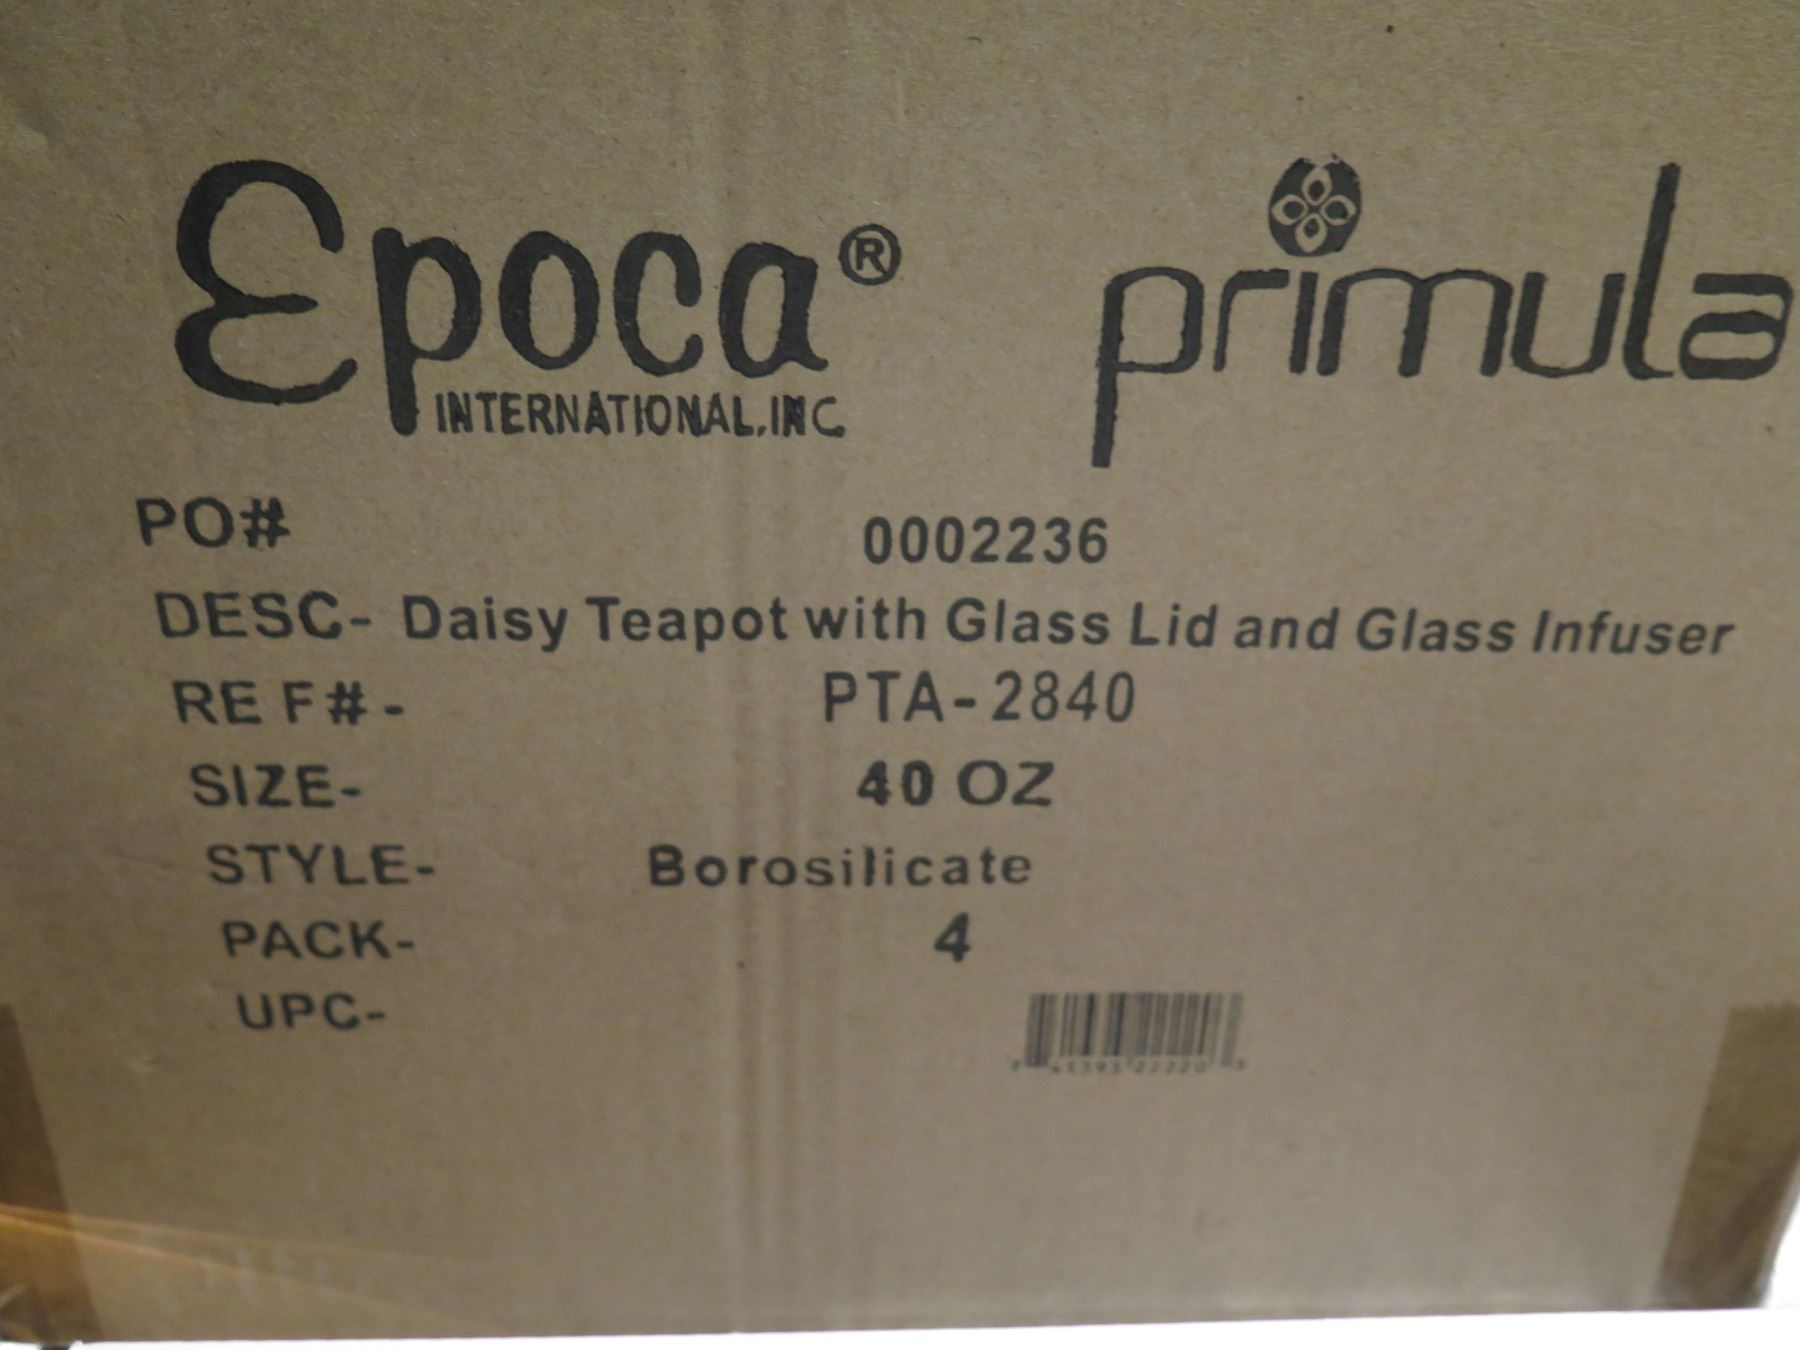 Epoca® primula
INTERNATIONAL, INC
PO# 0002236
DESC- Daisy Teapot with Glass Lid and Glass Infuser
REF#- PTA-2840
SIZE- 40 OZ
STYLE- Borosilicate
PACK- 4
UPC-